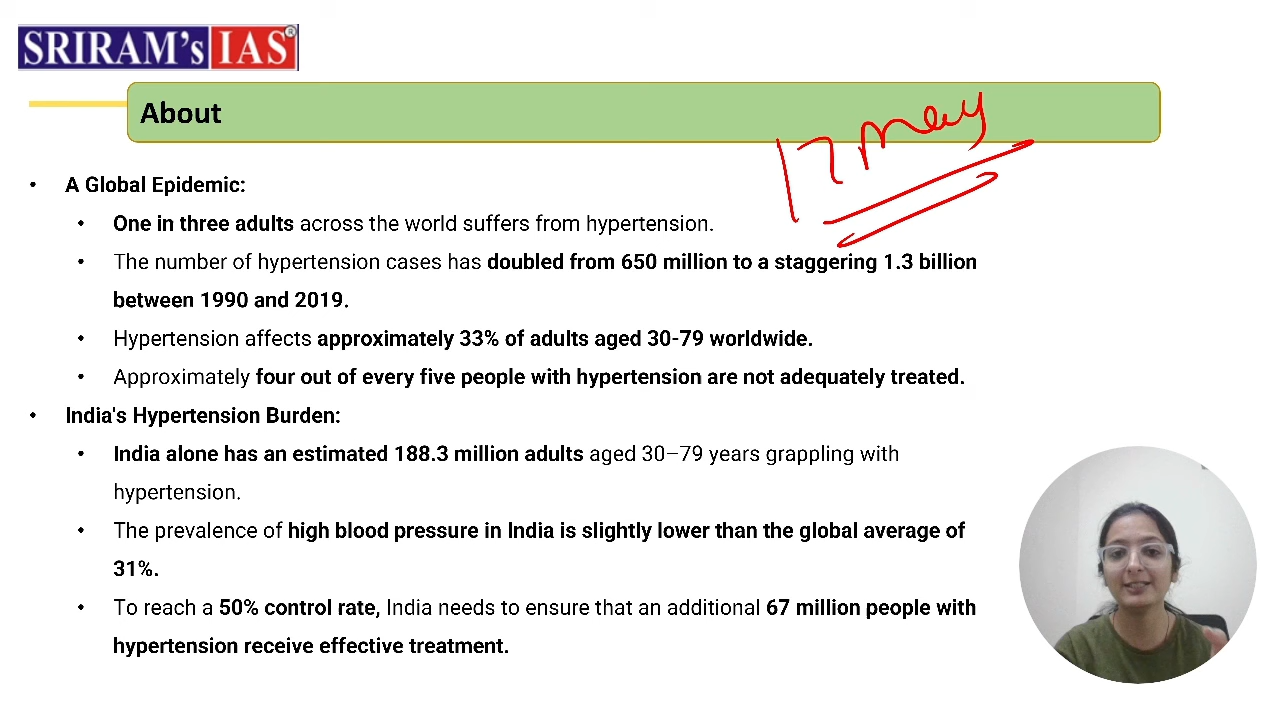 SRIRAM's IAS®
About
17 May
• A Global Epidemic:
• One in three adults across the world suffers from hypertension.
• The number of hypertension cases has doubled from 650 million to a staggering 1.3 billion
between 1990 and 2019.
• Hypertension affects approximately 33% of adults aged 30-79 worldwide.
• Approximately four out of every five people with hypertension are not adequately treated.
• India's Hypertension Burden:
• India alone has an estimated 188.3 million adults aged 30–79 years grappling with
hypertension.
• The prevalence of high blood pressure in India is slightly lower than the global average of
31%.
• To reach a 50% control rate, India needs to ensure that an additional 67 million people with
hypertension receive effective treatment.